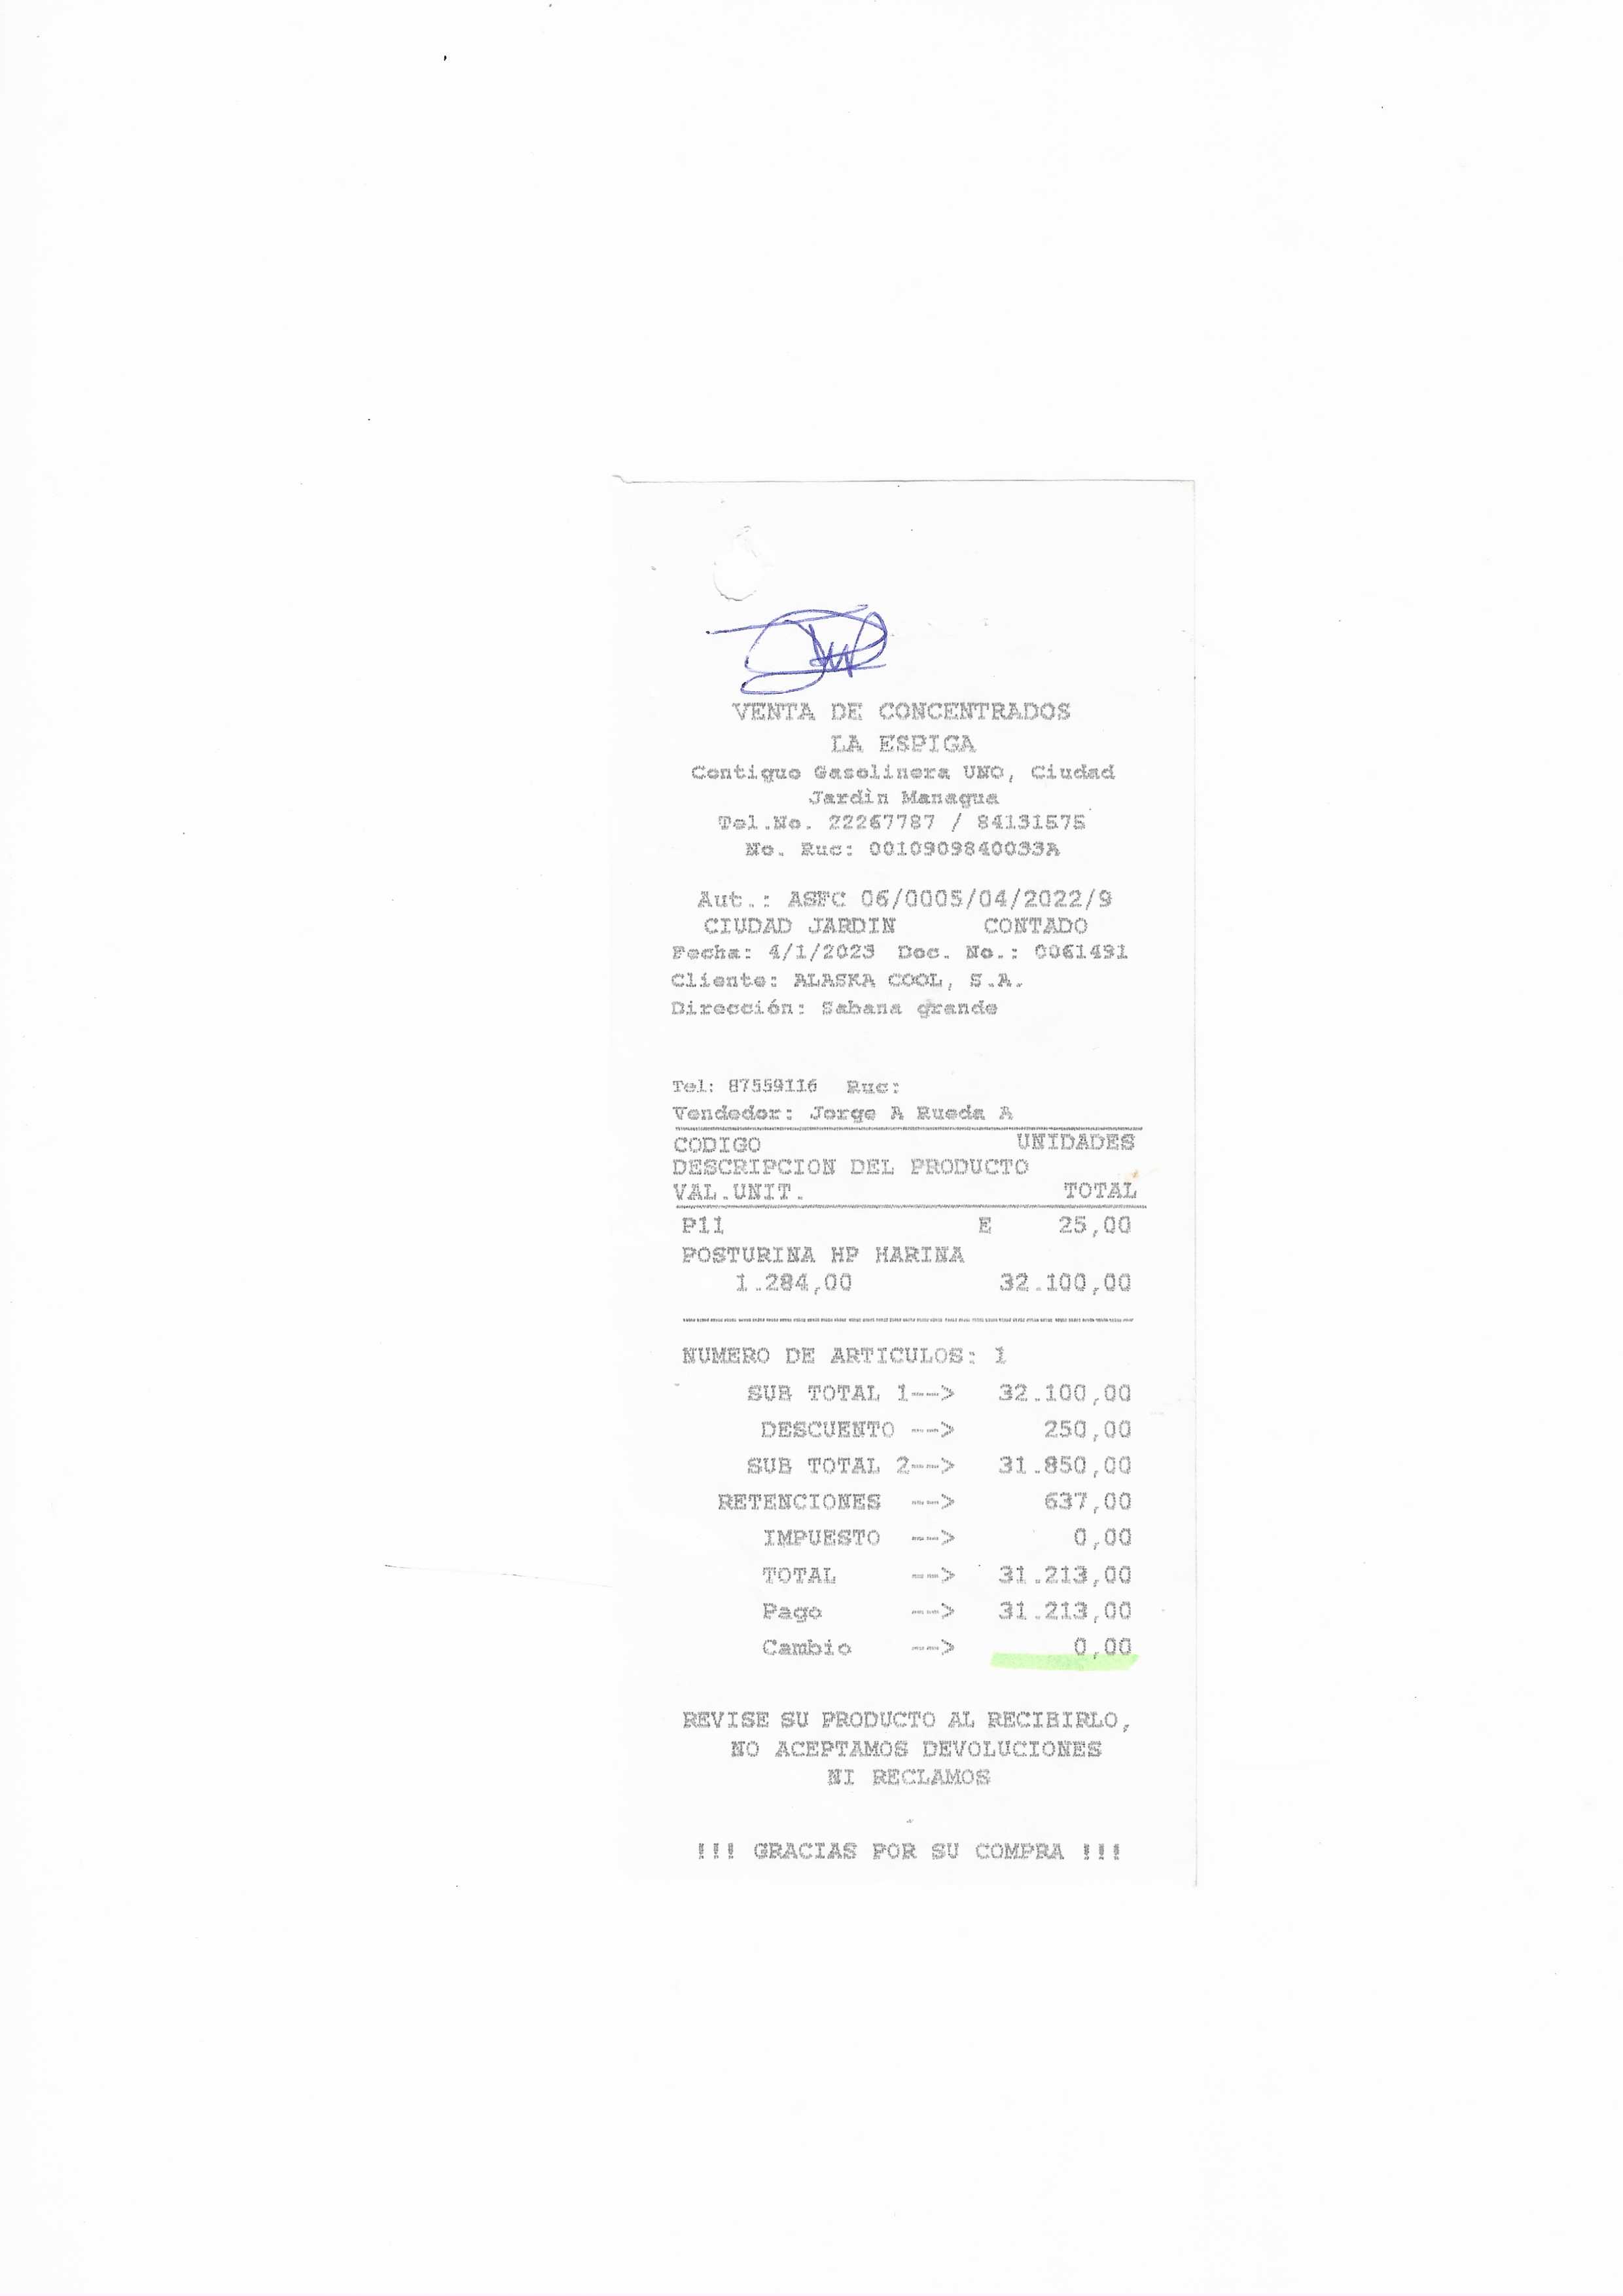 VENTA DE CONCENTRADOS
LA ESPIGA
Contiguo Gasolinera UNO, Ciudad
Jardìn Managua
Tel.No. 22267787 / 84131575
No. Ruc: 0010909840033A
Aut.: ASFC 06/0005/04/2022/9
CIUDAD JARDIN CONTADO
Fecha: 4/1/2023 Doc. No.: 0061491
Cliente: ALASKA COOL, S.A.
Dirección: Sabana grande
Tel: 87559116 Ruc:
Vendedor: Jorge A Rueda A
CODIGO UNIDADES
DESCRIPCION DEL PRODUCTO
VAL.UNIT. TOTAL
P11 E 25,00
POSTURINA HP HARINA
1.284,00 32.100,00
NUMERO DE ARTICULOS: 1
SUB TOTAL 1--> 32.100,00
DESCUENTO --> 250,00
SUB TOTAL 2--> 31.850,00
RETENCIONES --> 637,00
IMPUESTO --> 0,00
TOTAL --> 31.213,00
Pago --> 31.213,00
Cambio --> 0,00
REVISE SU PRODUCTO AL RECIBIRLO,
NO ACEPTAMOS DEVOLUCIONES
NI RECLAMOS
!!! GRACIAS POR SU COMPRA !!!